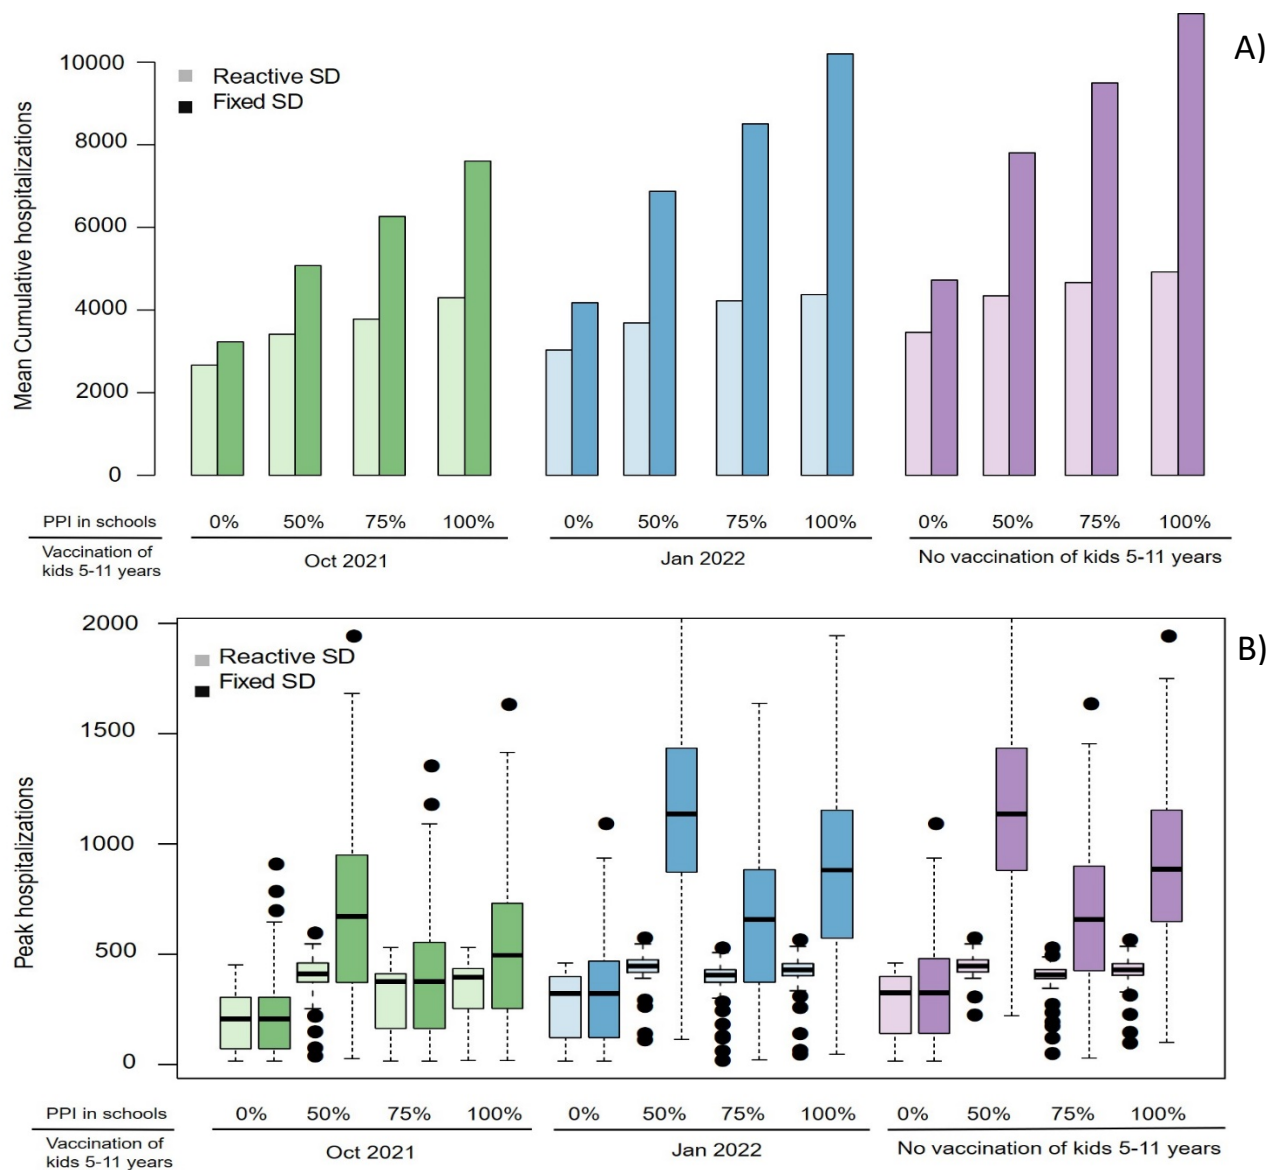 A)
Mean Cumulative hospitalizations
10000
8000
6000
4000
2000
0
Reactive SD
Fixed SD
PPI in schools 0% 50% 75% 100% 0% 50% 75% 100% 0% 50% 75% 100%
Vaccination of
kids 5-11 years
Oct 2021 Jan 2022 No vaccination of kids 5-11 years
B)
Peak hospitalizations
2000
1500
1000
500
0
Reactive SD
Fixed SD
PPI in schools 0% 50% 75% 100% 0% 50% 75% 100% 0% 50% 75% 100%
Vaccination of
kids 5-11 years
Oct 2021 Jan 2022 No vaccination of kids 5-11 years